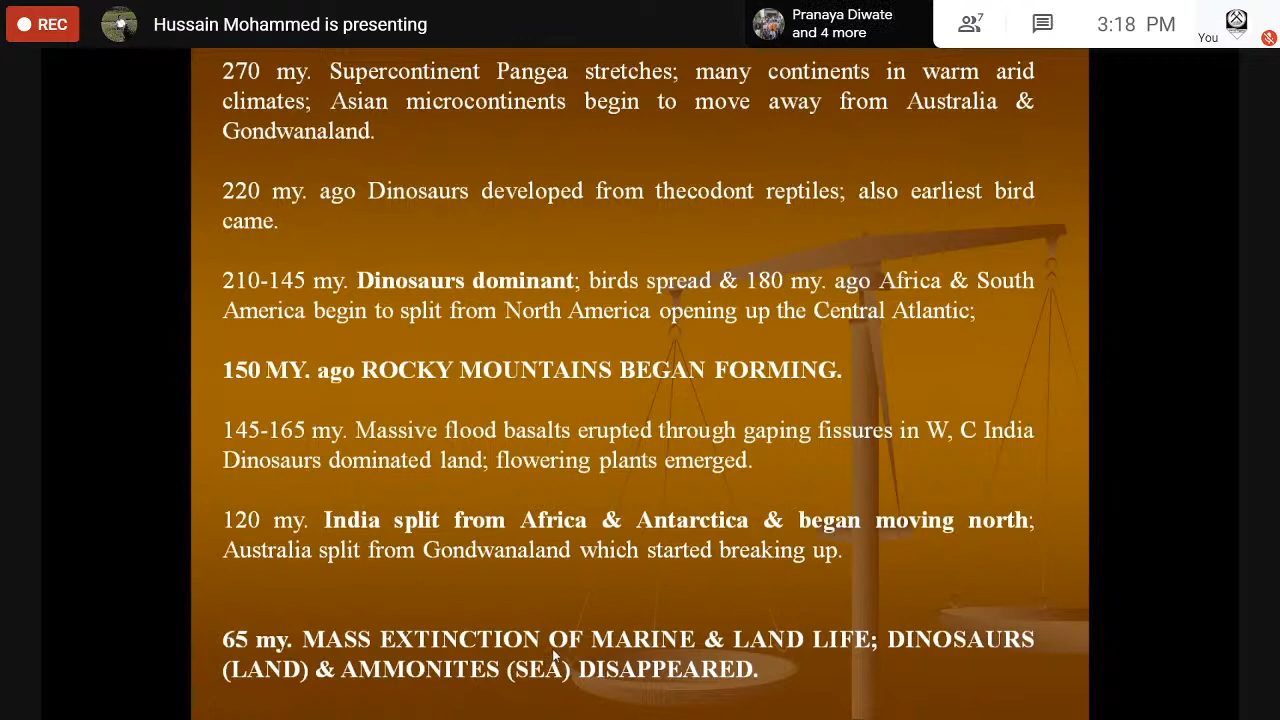 REC
Hussain Mohammed is presenting
Pranaya Diwate
and 4 more
7
3:18 PM
You
270 my. Supercontinent Pangea stretches; many continents in warm arid
climates; Asian microcontinents begin to move away from Australia &
Gondwanaland.
220 my. ago Dinosaurs developed from thecodont reptiles; also earliest bird
came.
210-145 my. Dinosaurs dominant; birds spread & 180 my. ago Africa & South
America begin to split from North America opening up the Central Atlantic;
150 MY. ago ROCKY MOUNTAINS BEGAN FORMING.
145-165 my. Massive flood basalts erupted through gaping fissures in W, C India
Dinosaurs dominated land; flowering plants emerged.
120 my. India split from Africa & Antarctica & began moving north;
Australia split from Gondwanaland which started breaking up.
65 my. MASS EXTINCTION OF MARINE & LAND LIFE; DINOSAURS
(LAND) & AMMONITES (SEA) DISAPPEARED.